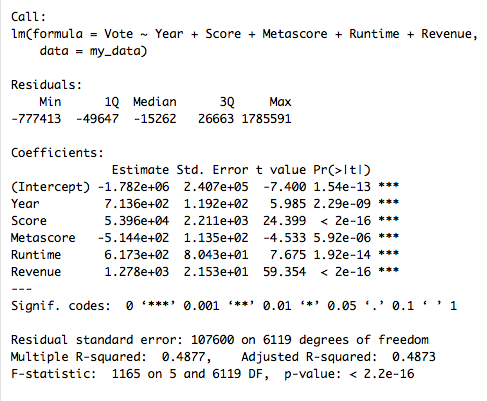 Call:
lm(formula = Vote ~ Year + Score + Metascore + Runtime + Revenue,
    data = my_data)
Residuals:
    Min      1Q  Median      3Q     Max
-777413  -49647  -15262   26663 1785591
Coefficients:
              Estimate Std. Error t value Pr(>|t|)
(Intercept) -1.782e+06  2.407e+05  -7.400 1.54e-13 ***
Year         7.136e+02  1.192e+02   5.985 2.29e-09 ***
Score        5.396e+04  2.211e+03  24.399  < 2e-16 ***
Metascore   -5.144e+02  1.135e+02  -4.533 5.92e-06 ***
Runtime      6.173e+02  8.043e+01   7.675 1.92e-14 ***
Revenue      1.278e+03  2.153e+01  59.354  < 2e-16 ***
---
Signif. codes:  0 ‘***’ 0.001 ‘**’ 0.01 ‘*’ 0.05 ‘.’ 0.1 ‘ ’ 1
Residual standard error: 107600 on 6119 degrees of freedom
Multiple R-squared:  0.4877,    Adjusted R-squared:  0.4873
F-statistic:  1165 on 5 and 6119 DF,  p-value: < 2.2e-16